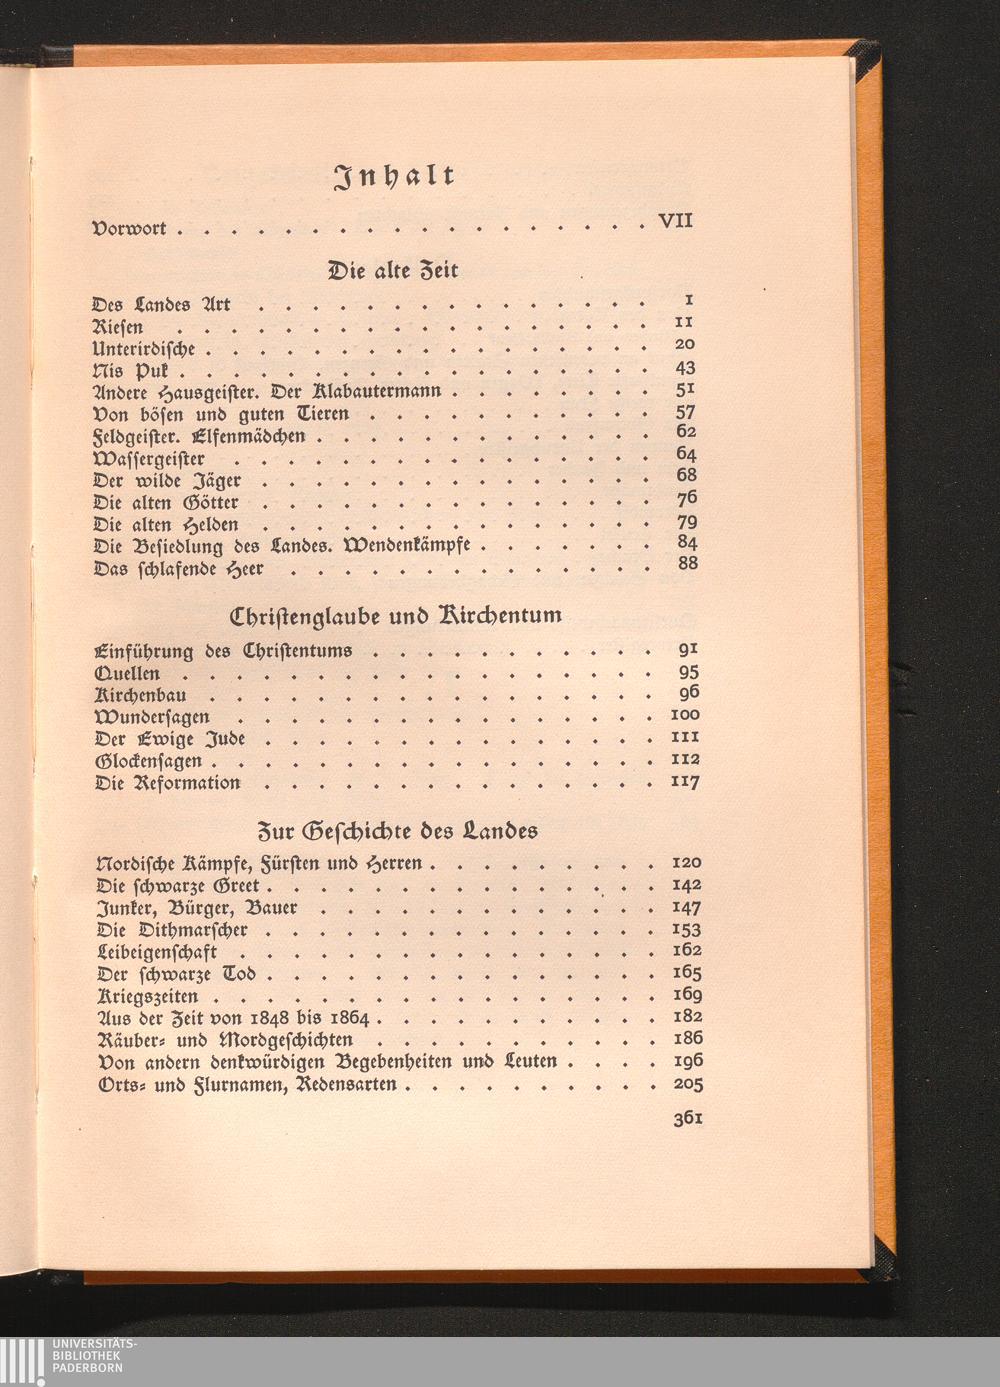 Inhalt
Vorwort . . . . . . . . . . . . . . . . . . VII
Die alte Zeit
Des Landes Art . . . . . . . . . . . . . . . 1
Riesen . . . . . . . . . . . . . . . . . . 11
Unterirdische . . . . . . . . . . . . . . . . . 20
Nis Puk . . . . . . . . . . . . . . . . . . 43
Andere Hausgeister. Der Klabautermann . . . . . . . . 51
Von bösen und guten Tieren . . . . . . . . . . . 57
Feldgeister. Elfenmädchen . . . . . . . . . . . . . 62
Wassergeister . . . . . . . . . . . . . . . . 64
Der wilde Jäger . . . . . . . . . . . . . . . 68
Die alten Götter . . . . . . . . . . . . . . . 76
Die alten Helden . . . . . . . . . . . . . . . 79
Die Besiedlung des Landes. Wendenkämpfe . . . . . . . 84
Das schlafende Heer . . . . . . . . . . . . . . 88
Christenglaube und Kirchentum
Einführung des Christentums . . . . . . . . . . . 91
Quellen . . . . . . . . . . . . . . . . . . 95
Kirchenbau . . . . . . . . . . . . . . . . . 96
Wundersagen . . . . . . . . . . . . . . . . 100
Der Ewige Jude . . . . . . . . . . . . . . . 111
Glockensagen . . . . . . . . . . . . . . . . . 112
Die Reformation . . . . . . . . . . . . . . . 117
Zur Geschichte des Landes
Nordische Kämpfe, Fürsten und Herren . . . . . . . . . 120
Die schwarze Greet . . . . . . . . . . . . . . . 142
Junker, Bürger, Bauer . . . . . . . . . . . . . 147
Die Dithmarscher . . . . . . . . . . . . . . . 153
Leibeigenschaft . . . . . . . . . . . . . . . . 162
Der schwarze Tod . . . . . . . . . . . . . . . 165
Kriegszeiten . . . . . . . . . . . . . . . . . 169
Aus der Zeit von 1848 bis 1864 . . . . . . . . . . . 182
Räuber- und Mordgeschichten . . . . . . . . . . . 186
Von andern denkwürdigen Begebenheiten und Leuten . . . . 196
Orts- und Flurnamen, Redensarten . . . . . . . . . . 205
361
UNIVERSITÄTS-
BIBLIOTHEK
PADERBORN